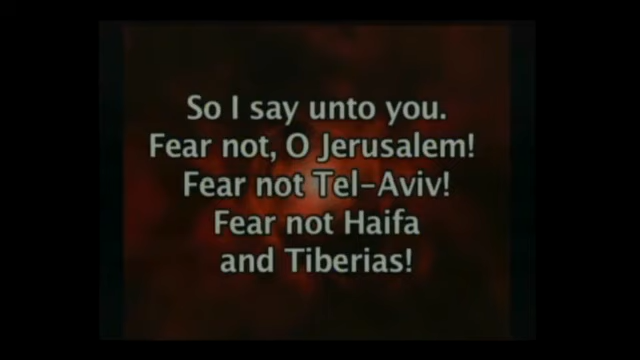 So I say unto you.
Fear not, O Jerusalem!
Fear not Tel-Aviv!
Fear not Haifa
and Tiberias!